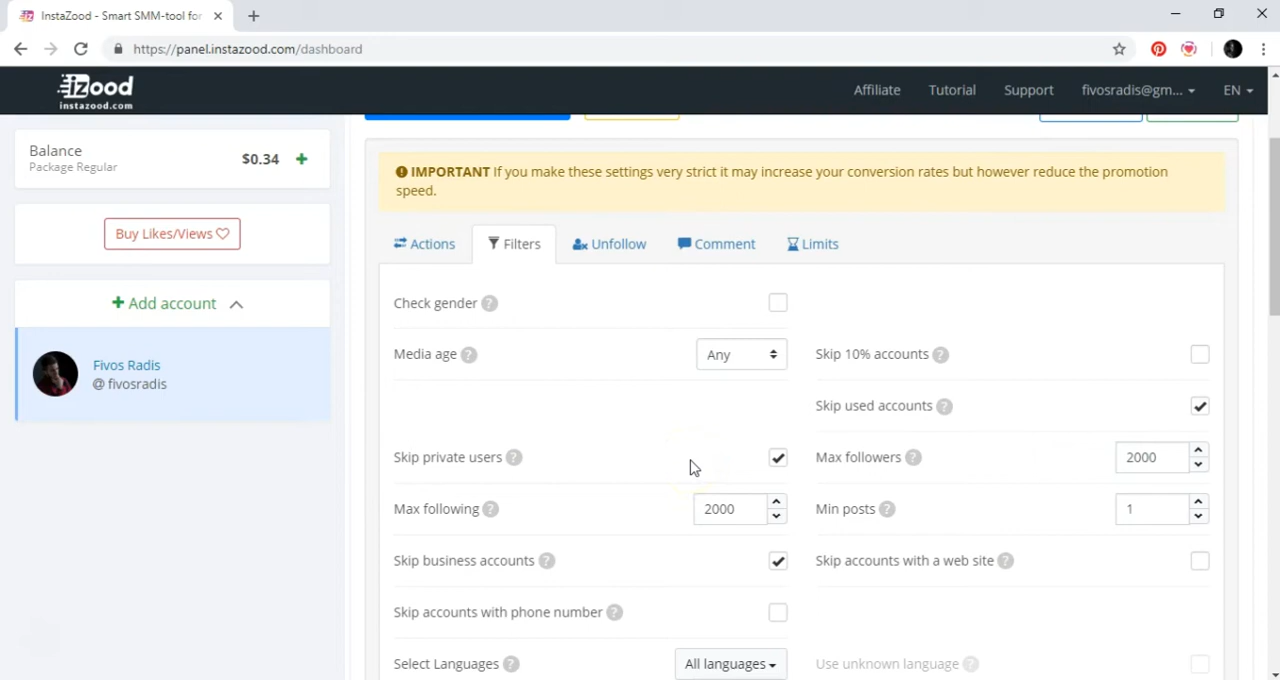 InstaZood - Smart SMM-tool for
https://panel.instazood.com/dashboard
iZood
instazood.com
Affiliate Tutorial Support fivosradis@gm... EN
Balance
Package Regular
$0.34
Buy Likes/Views
Add account
Fivos Radis
@ fivosradis
IMPORTANT If you make these settings very strict it may increase your conversion rates but however reduce the promotion
speed.
Actions Filters Unfollow Comment Limits
Check gender ?
Media age ? Any Skip 10% accounts ?
Skip used accounts ?
Skip private users ? Max followers ? 2000
Max following ? 2000 Min posts ? 1
Skip business accounts ? Skip accounts with a web site ?
Skip accounts with phone number ?
Select Languages ? All languages Use unknown language ?